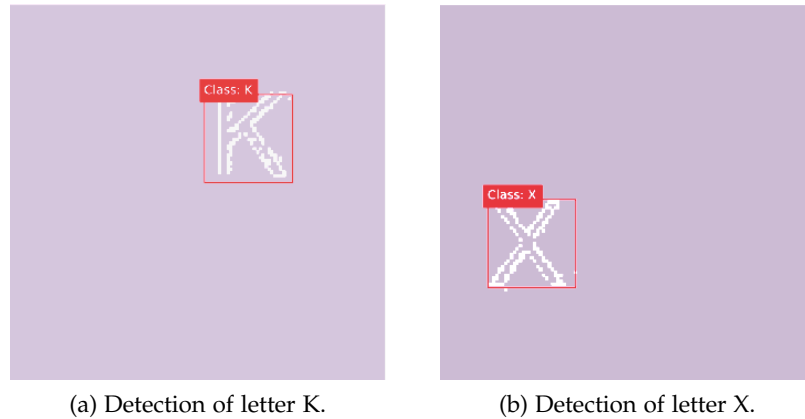 Class: K
K
(a) Detection of letter K.
Class: X
X
(b) Detection of letter X.